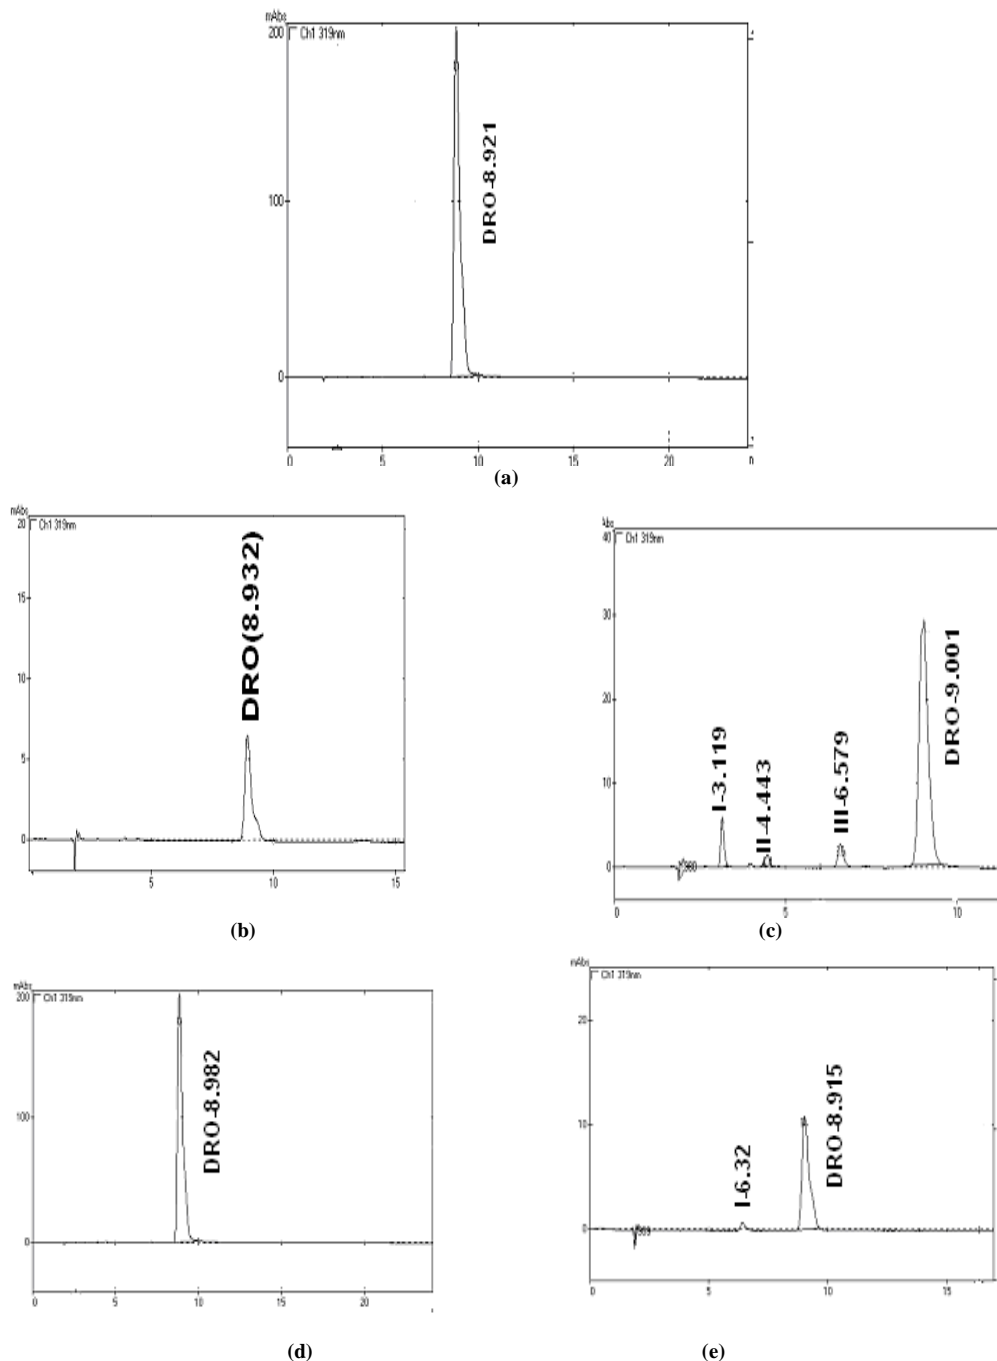 mAbs
200
Ch1 319nm
DRO-8.921
100
0
0 5 10 15 20
(a)
mAbs
20
Ch1 319nm
DRO(8.932)
15
10
5
0
5 10 15
(b)
Abs
40
Ch1 319nm
30
20
10
0
I-3.119
II-4.443
III-6.579
DRO-9.001
0 5 10
(c)
mAbs
200
Ch1 319nm
DRO-8.982
100
0
0 5 10 15 20
(d)
mAbs
Ch1 319nm
20
10
0
I-6.32
DRO-8.915
0 5 10 15
(e)